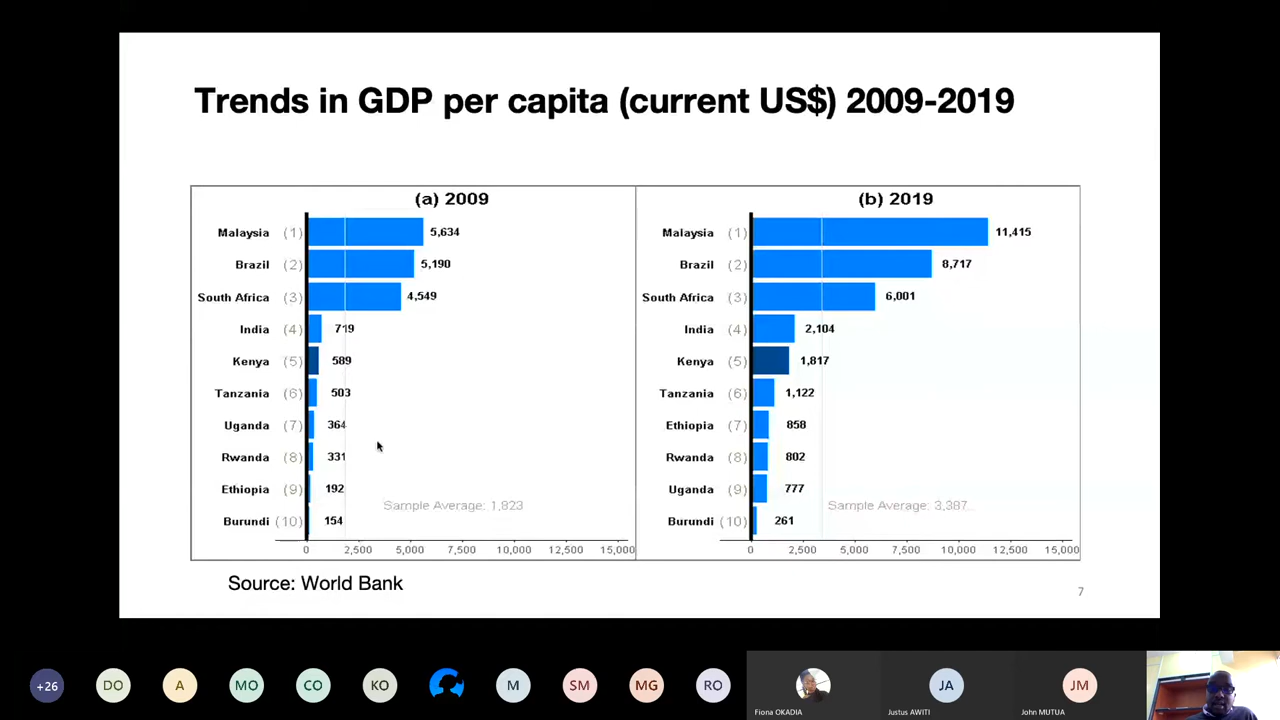 Trends in GDP per capita (current US$) 2009-2019
(a) 2009
Malaysia (1) 5,634
Brazil (2) 5,190
South Africa (3) 4,549
India (4) 719
Kenya (5) 589
Tanzania (6) 503
Uganda (7) 364
Rwanda (8) 331
Ethiopia (9) 192
Sample Average: 1,823
Burundi (10) 154
0 2,500 5,000 7,500 10,000 12,500 15,000
(b) 2019
Malaysia (1) 11,415
Brazil (2) 8,717
South Africa (3) 6,001
India (4) 2,104
Kenya (5) 1,817
Tanzania (6) 1,122
Ethiopia (7) 858
Rwanda (8) 802
Uganda (9) 777
Sample Average: 3,387
Burundi (10) 261
0 2,500 5,000 7,500 10,000 12,500 15,000
Source: World Bank
7
+26 DO A MO CO KO M SM MG RO JA JM
Fiona OKADIA Justus AWITI John MUTUA